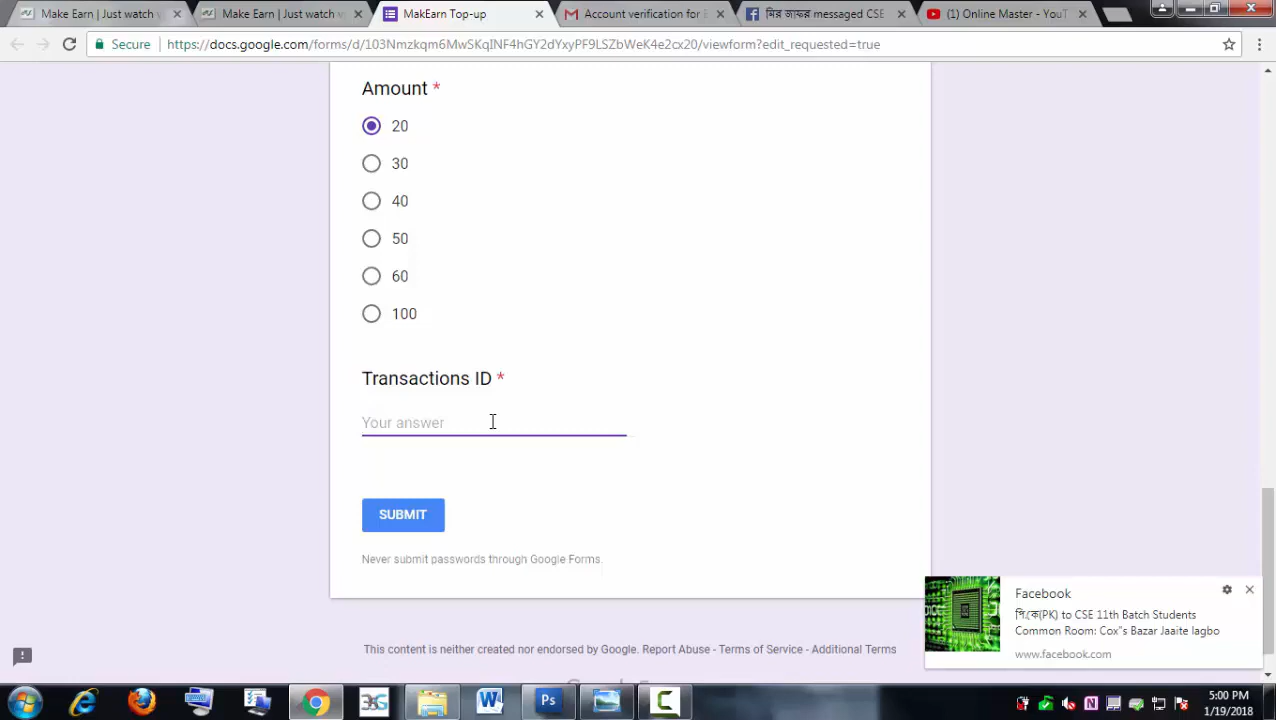 Make Earn | Just watch v
Make Earn | Just watch v
MakEarn Top-up
Account verification for E
মির জাফর messaged CSE
(1) Online Master - YouT
Secure
https://docs.google.com/forms/d/103Nmzkqm6MwSKqINF4hGY2dYxyPF9LSZbWeK4e2cx20/viewform?edit_requested=true
Amount *
20
30
40
50
60
100
Transactions ID *
Your answer
SUBMIT
Never submit passwords through Google Forms.
This content is neither created nor endorsed by Google. Report Abuse - Terms of Service - Additional Terms
Facebook
পি.কে(PK) to CSE 11th Batch Students
Common Room: Cox"s Bazar Jaaite lagbo
www.facebook.com
5:00 PM
1/19/2018